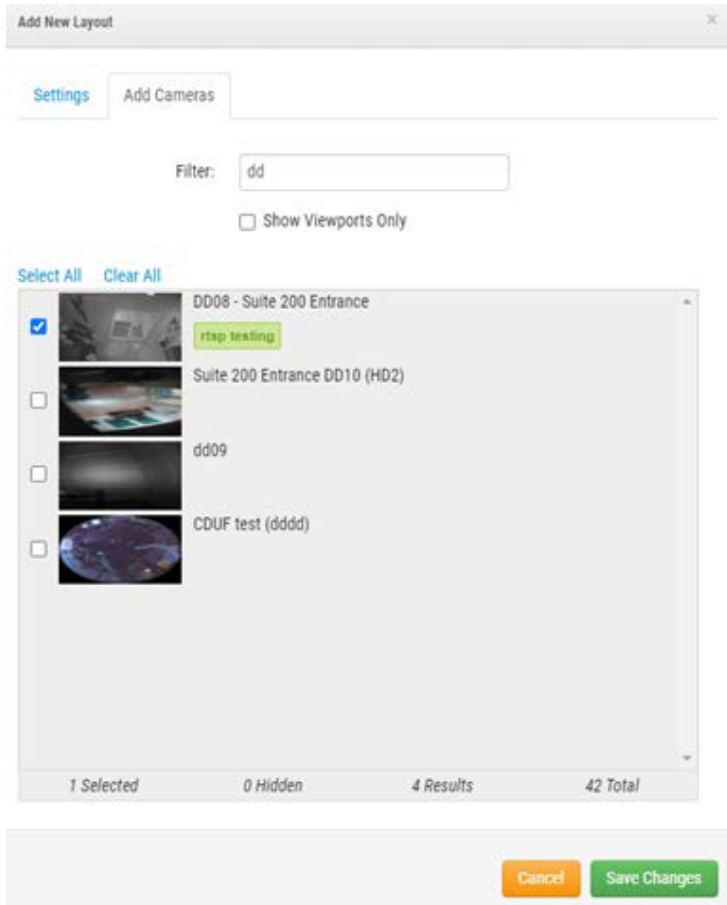 Add New Layout ×
Settings Add Cameras
Filter: dd
Show Viewports Only
Select All Clear All
DD08 - Suite 200 Entrance
rtsp testing
Suite 200 Entrance DD10 (HD2)
dd09
CDUF test (dddd)
1 Selected 0 Hidden 4 Results 42 Total
Cancel Save Changes